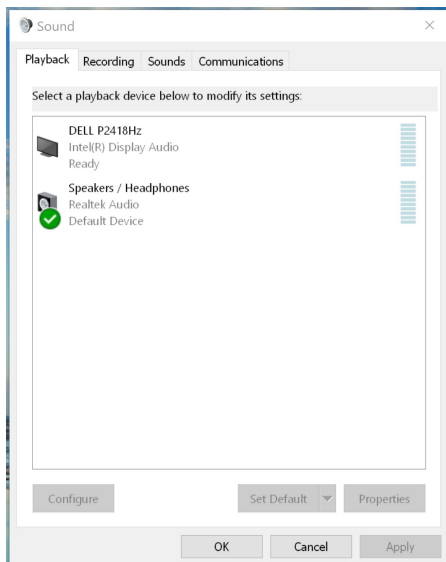 Sound
Playback Recording Sounds Communications
Select a playback device below to modify its settings:
DELL P2418Hz
Intel(R) Display Audio
Ready
Speakers / Headphones
Realtek Audio
Default Device
Configure Set Default Properties
OK Cancel Apply